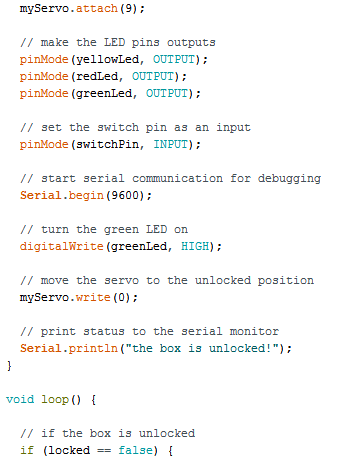 myServo.attach(9);
// make the LED pins outputs
pinMode(yellowLed, OUTPUT);
pinMode(redLed, OUTPUT);
pinMode(greenLed, OUTPUT);
// set the switch pin as an input
pinMode(switchPin, INPUT);
// start serial communication for debugging
Serial.begin(9600);
// turn the green LED on
digitalWrite(greenLed, HIGH);
// move the servo to the unlocked position
myServo.write(0);
// print status to the serial monitor
Serial.println("the box is unlocked!");
}
void loop() {
// if the box is unlocked
if (locked == false) {